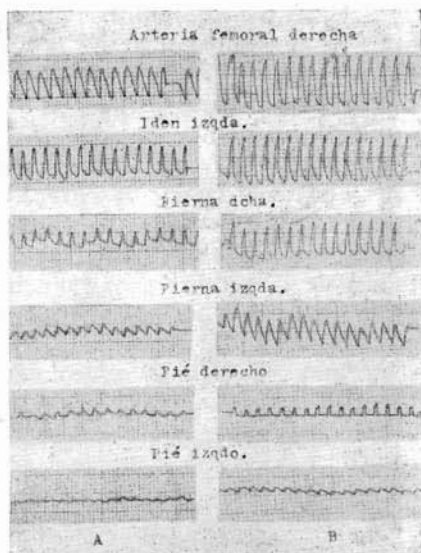 Arteria femoral derecha
Iden izqda.
Pierna dcha.
Pierna izqda.
Pié derecho
Pié izqdo.
A B